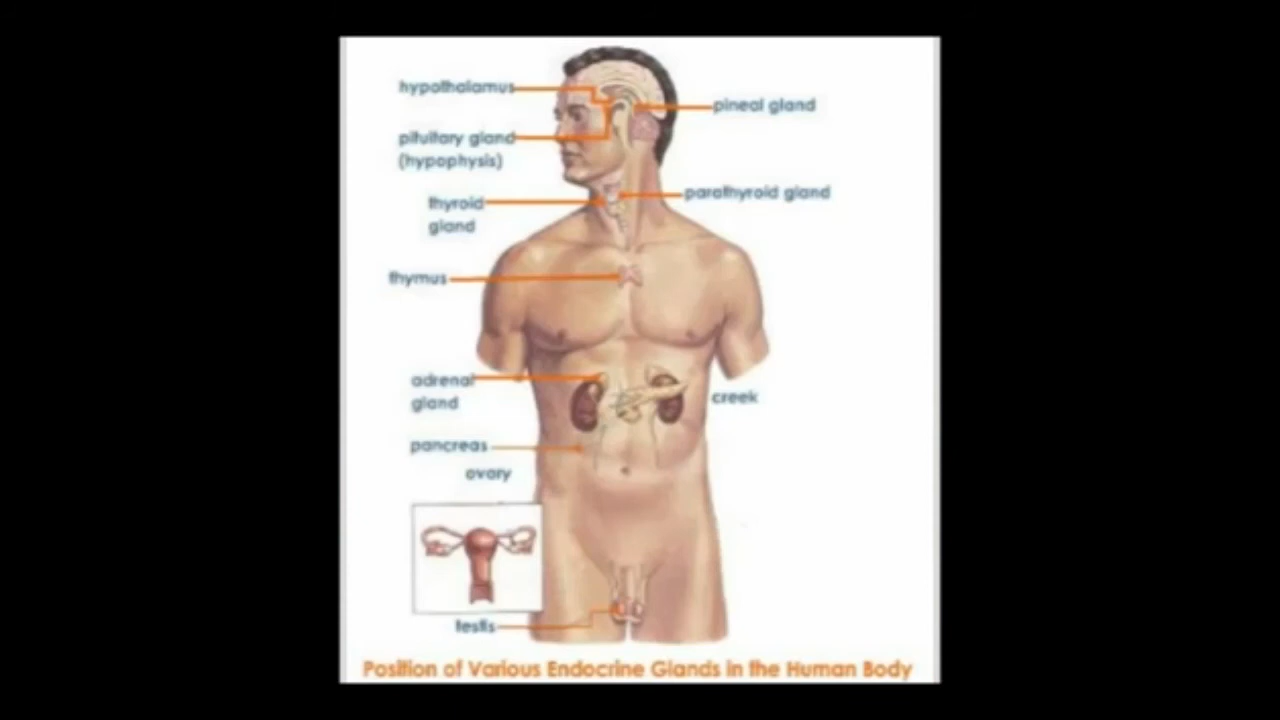 hypothalamus
pineal gland
pituitary gland
(hypophysis)
parathyroid gland
thyroid
gland
thymus
adrenal
gland
creek
pancreas
ovary
testis
Position of Various Endocrine Glands in the Human Body